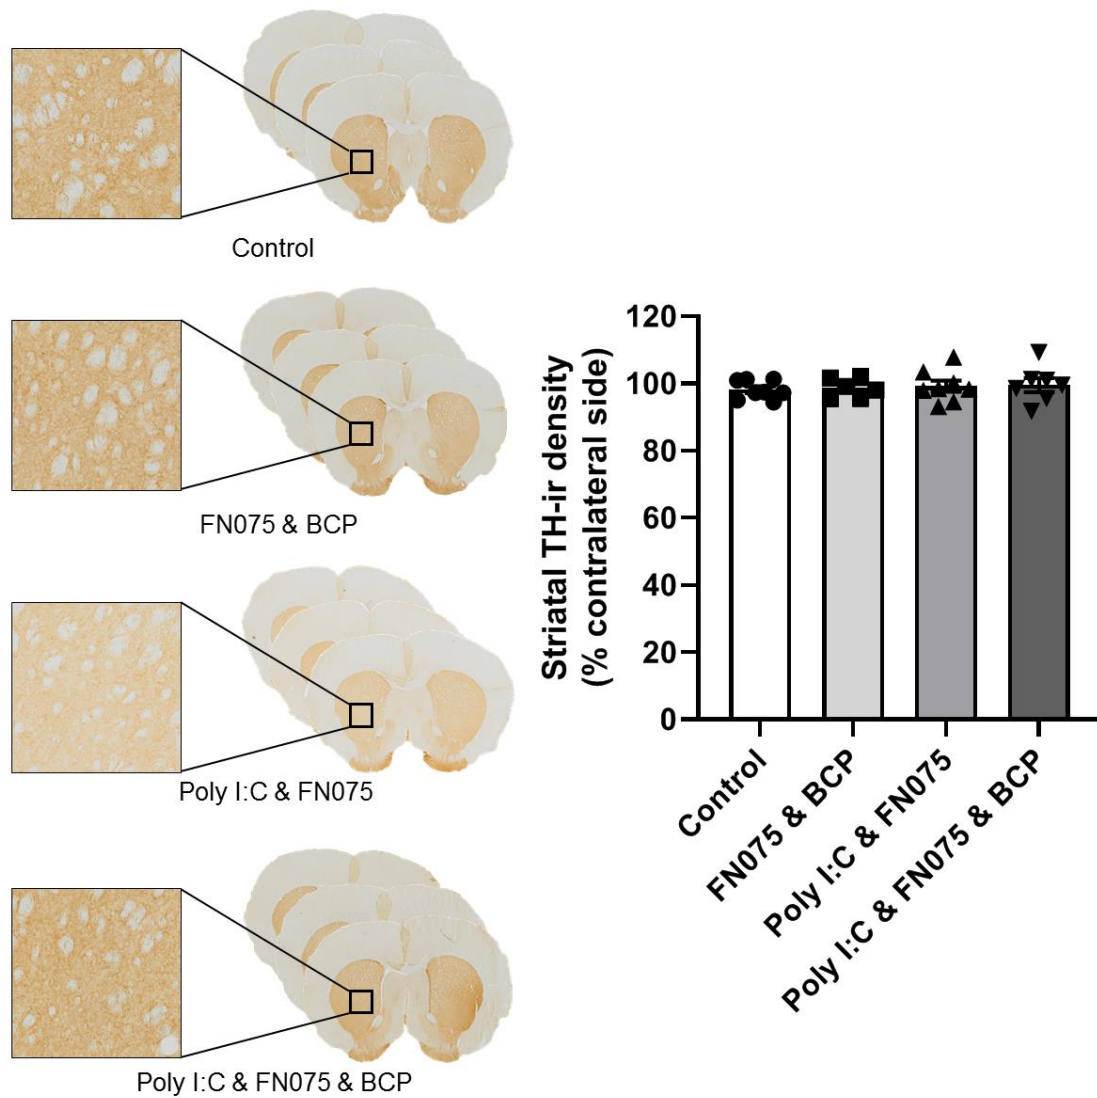 Control
FN075 & BCP
Poly I:C & FN075
Poly I:C & FN075 & BCP
Striatal TH-ir density
(% contralateral side)
120
100
80
60
40
20
0
Control
FN075 & BCP
Poly I:C & FN075
Poly I:C & FN075 & BCP